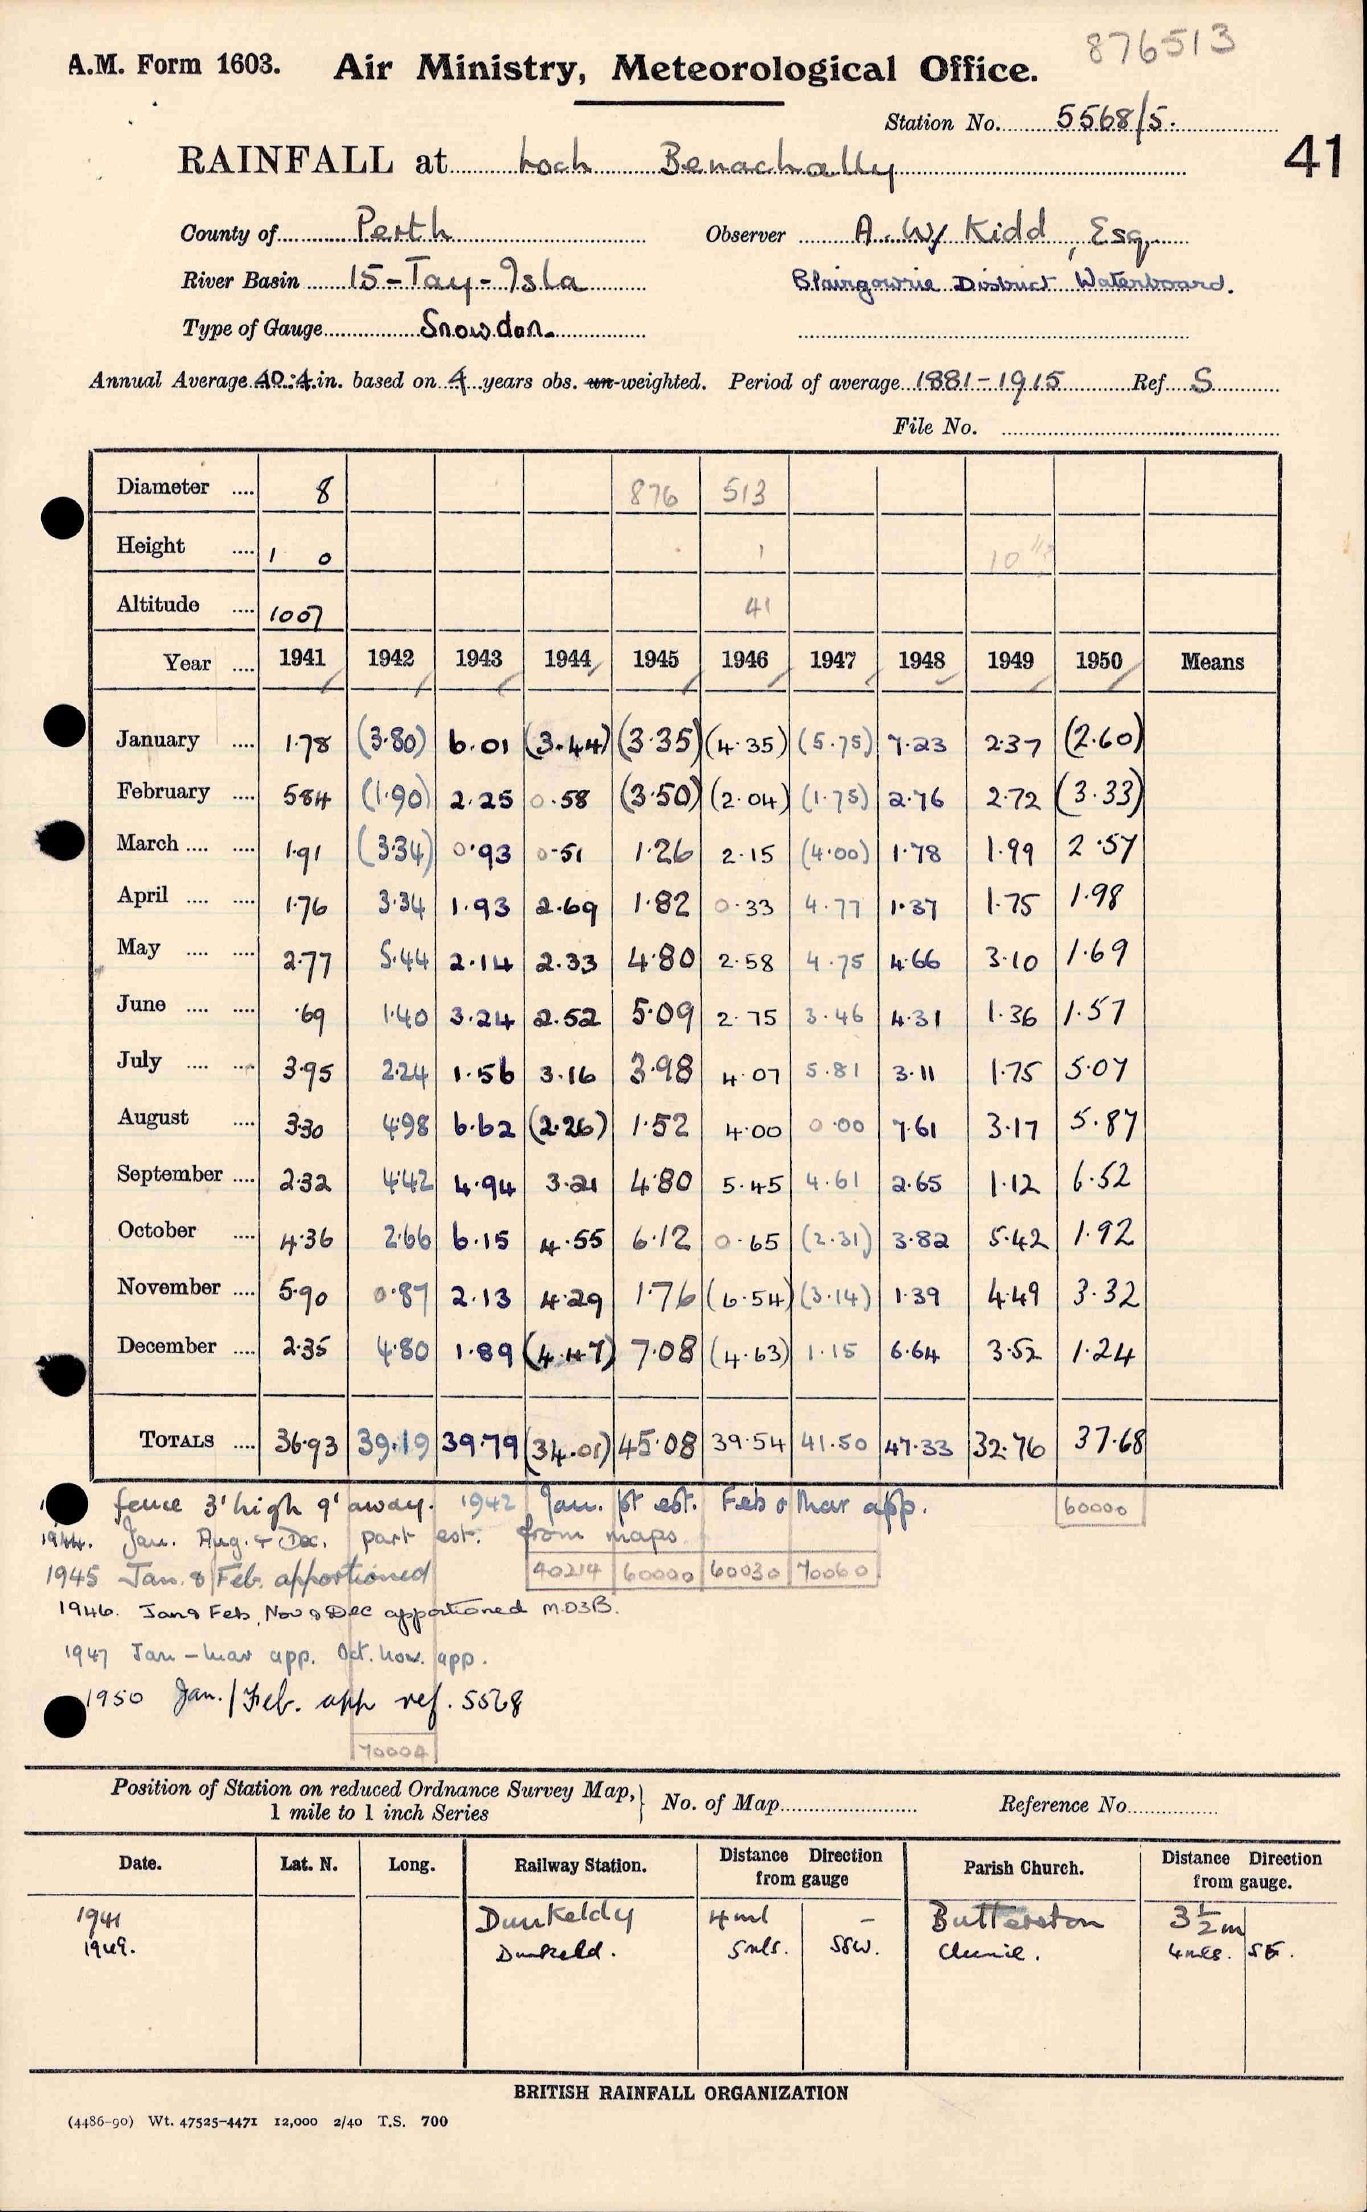 876513
A.M. Form 1603. Air Ministry, Meteorological Office.
Station No. 5568/5.
41
RAINFALL at Loch Benachally
County of Perth Observer A. W. Kidd, Esq
River Basin 15-Tay-Isla Blairgowrie District Waterboard.
Type of Gauge Snowdon.
Annual Average 40.4 in. based on 4 years obs. un-weighted. Period of average 1881-1915 Ref S
File No.
Diameter .... 8 876 513
Height .... 1 0 1 10
Altitude .... 1007 41
Year .... 1941 1942 1943 1944 1945 1946 1947 1948 1949 1950 Means
January .... 1.78 (3.80) 6.01 (3.44) (3.35) (4.35) (5.75) 7.23 2.37 (2.60)
February .... 5.84 (1.90) 2.25 0.58 (3.50) (2.04) (1.75) 2.76 2.72 (3.33)
March .... .... 1.91 (3.34) 0.93 0.51 1.26 2.15 (4.00) 1.78 1.99 2.57
April .... .... 1.76 3.34 1.93 2.69 1.82 0.33 4.77 1.37 1.75 1.98
May .... .... 2.77 5.44 2.14 2.33 4.80 2.58 4.75 4.66 3.10 1.69
June .... .... .69 1.40 3.24 2.52 5.09 2.75 3.46 4.31 1.36 1.57
July .... .... 3.95 2.24 1.56 3.16 3.98 4.07 5.81 3.11 1.75 5.07
August .... 3.30 4.98 6.62 (2.26) 1.52 4.00 0.00 7.61 3.17 5.87
September .... 2.32 4.42 4.94 3.21 4.80 5.45 4.61 2.65 1.12 6.52
October .... 4.36 2.66 6.15 4.55 6.12 0.65 (2.31) 3.82 5.42 1.92
November .... 5.90 0.87 2.13 4.29 1.76 (6.54) (3.14) 1.39 4.49 3.32
December .... 2.35 4.80 1.89 (4.47) 7.08 (4.63) 1.15 6.64 3.52 1.24
TOTALS .... 36.93 39.19 39.79 (34.01) 45.08 39.54 41.50 47.33 32.76 37.68
fence 3' high 9' away. 1942 Jan. pt est. Feb & Mar app. 60000
1944. Jan. Aug. & Dec. part est. from maps.
1945 Jan. & Feb. apportioned 40214 60000 60030 70060
1946. Jan & Feb, Nov & Dec apportioned M.O3B.
1947 Jan-Mar app. Oct. Nov. app.
1950 Jan./Feb. app ref. 5568
70004
Position of Station on reduced Ordnance Survey Map, 1 mile to 1 inch Series } No. of Map Reference No.
Date. Lat. N. Long. Railway Station. Distance Direction from gauge Parish Church. Distance Direction from gauge.
1941 Dunkeldy 4 ml - Butterston 3½ m
1949. Dunkeld. 5 mls. SSW. Clunie. 4 mls. SE.
BRITISH RAINFALL ORGANIZATION
(4486-90) Wt. 47525-4471 12,000 2/40 T.S. 700